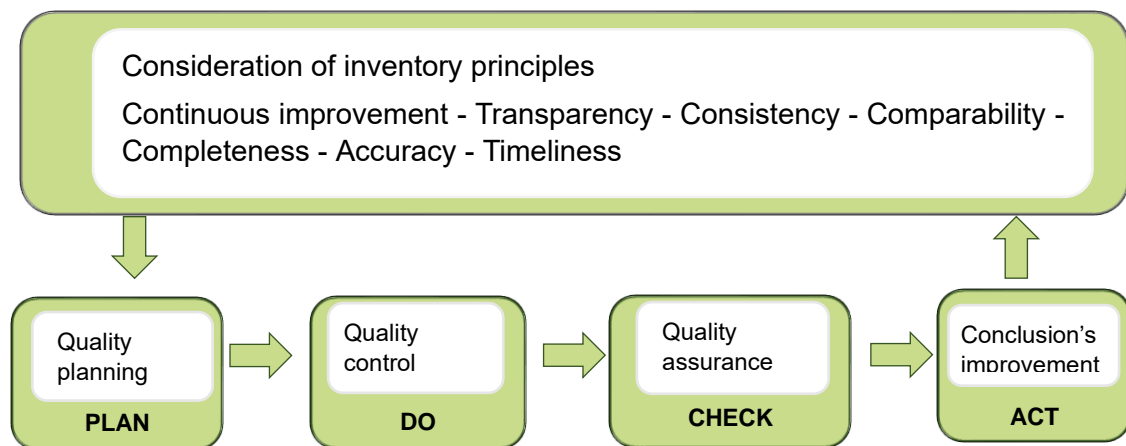 Consideration of inventory principles
Continuous improvement - Transparency - Consistency - Comparability -
Completeness - Accuracy - Timeliness
Quality
planning
PLAN
Quality
control
DO
Quality
assurance
CHECK
Conclusion’s
improvement
ACT